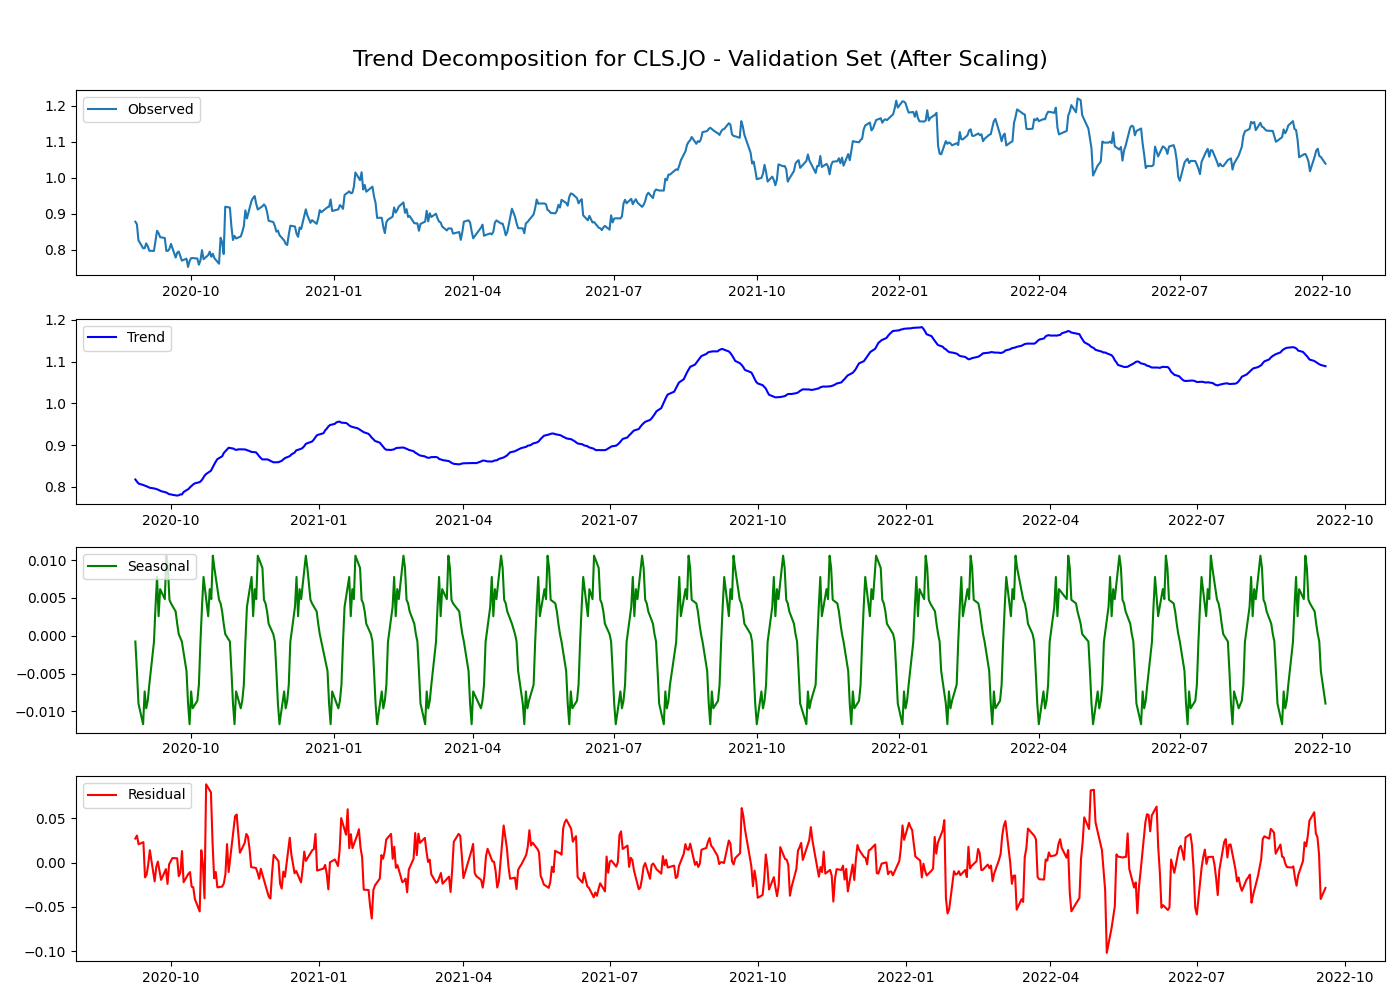 Trend Decomposition for CLS.JO - Validation Set (After Scaling)
Observed
1.2
1.1
1.0
0.9
0.8
2020-10 2021-01 2021-04 2021-07 2021-10 2022-01 2022-04 2022-07 2022-10
Trend
1.2
1.1
1.0
0.9
0.8
2020-10 2021-01 2021-04 2021-07 2021-10 2022-01 2022-04 2022-07 2022-10
Seasonal
0.010
0.005
0.000
−0.005
−0.010
2020-10 2021-01 2021-04 2021-07 2021-10 2022-01 2022-04 2022-07 2022-10
Residual
0.05
0.00
−0.05
−0.10
2020-10 2021-01 2021-04 2021-07 2021-10 2022-01 2022-04 2022-07 2022-10